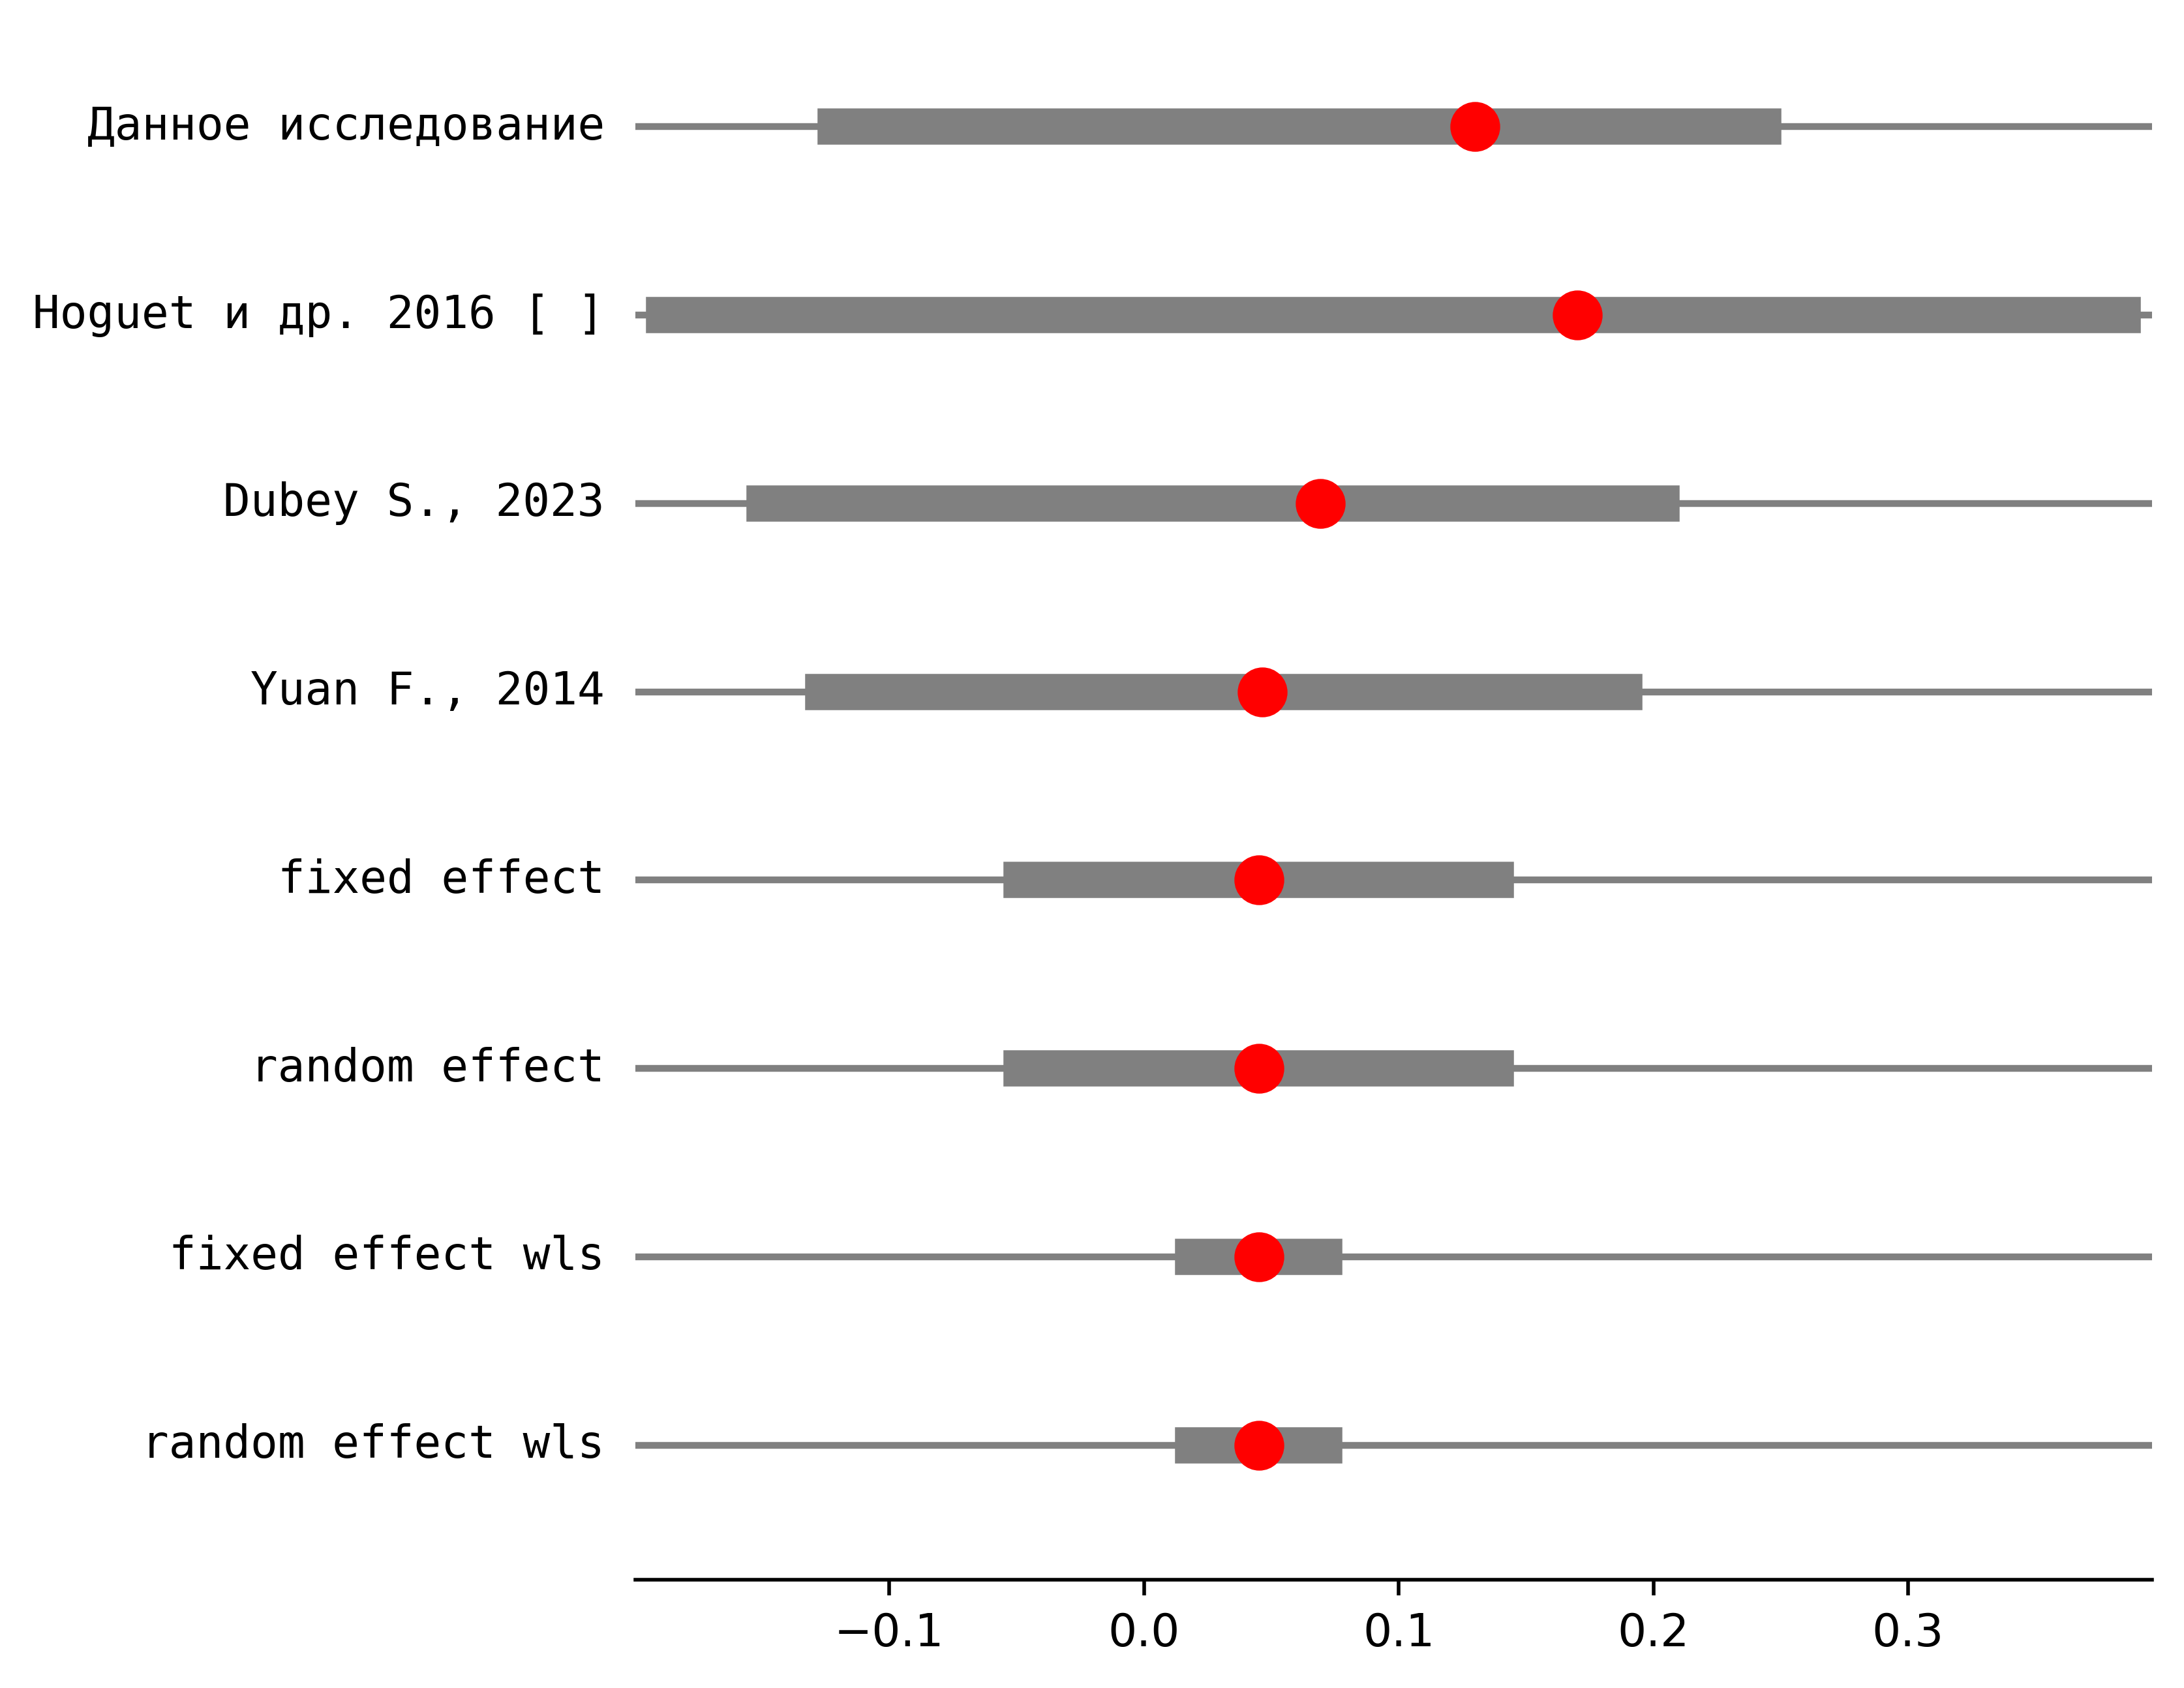 Данное исследование
Hoguet и др. 2016 [ ]
Dubey S., 2023
Yuan F., 2014
fixed effect
random effect
fixed effect wls
random effect wls
−0.1 0.0 0.1 0.2 0.3